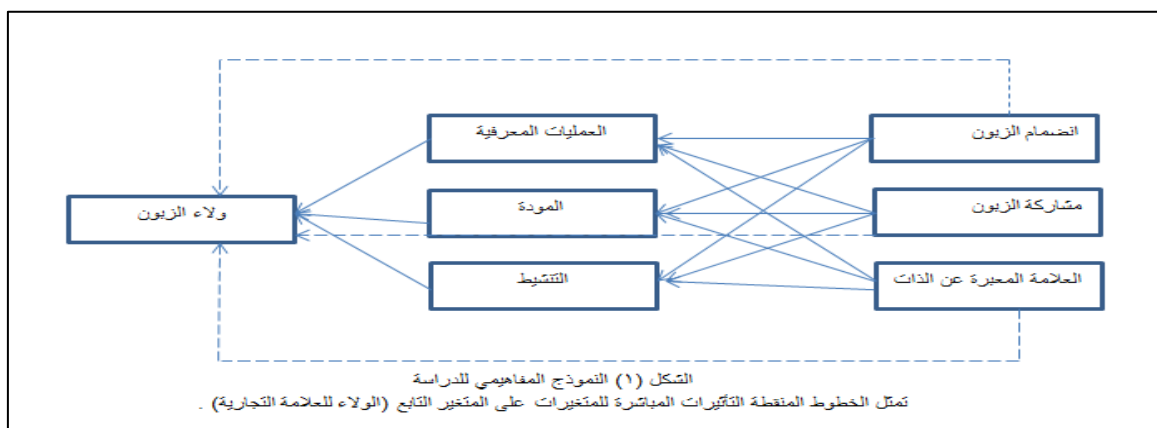 انضمام الزبون
العمليات المعرفية
مشاركة الزبون
المودة
ولاء الزبون
العلامة المعبرة عن الذات
التنشيط
الشكل (١) النموذج المفاهيمي للدراسة
تمثل الخطوط المنقطة التأثيرات المباشرة للمتغيرات على المتغير التابع (الولاء للعلامة التجارية) .